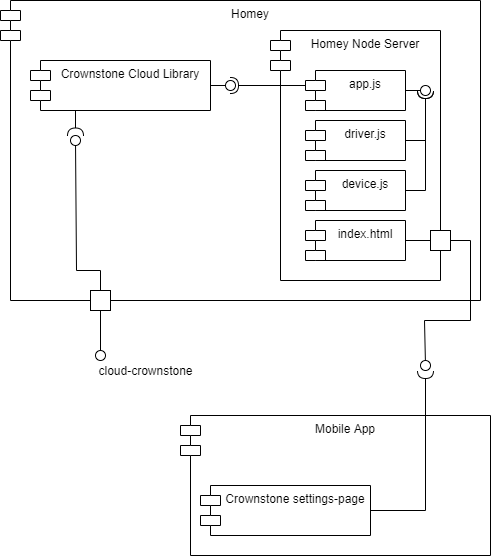 Homey
Homey Node Server
Crownstone Cloud Library
app.js
driver.js
device.js
index.html
cloud-crownstone
Mobile App
Crownstone settings-page